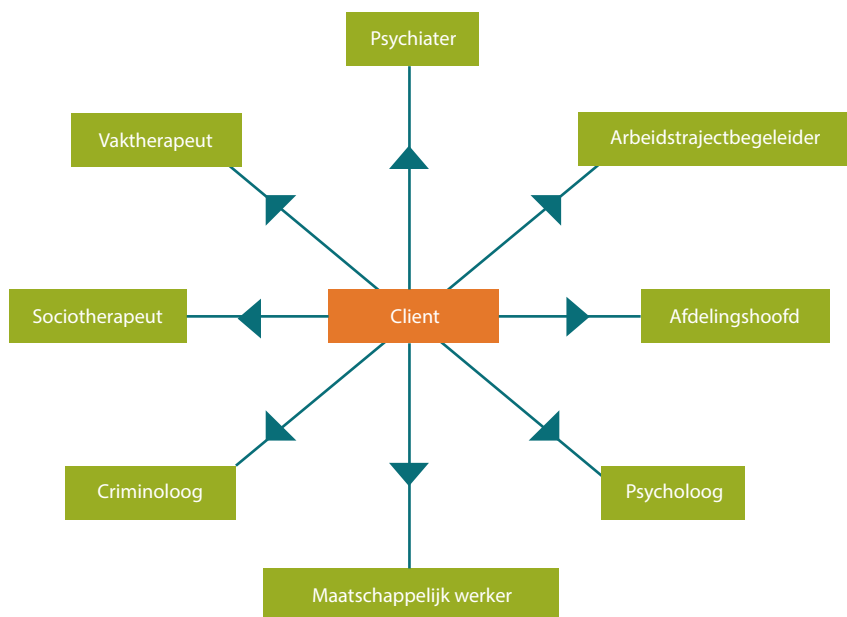 Psychiater
Vaktherapeut
Arbeidstrajectbegeleider
Sociotherapeut
Client
Afdelingshoofd
Criminoloog
Psycholoog
Maatschappelijk werker